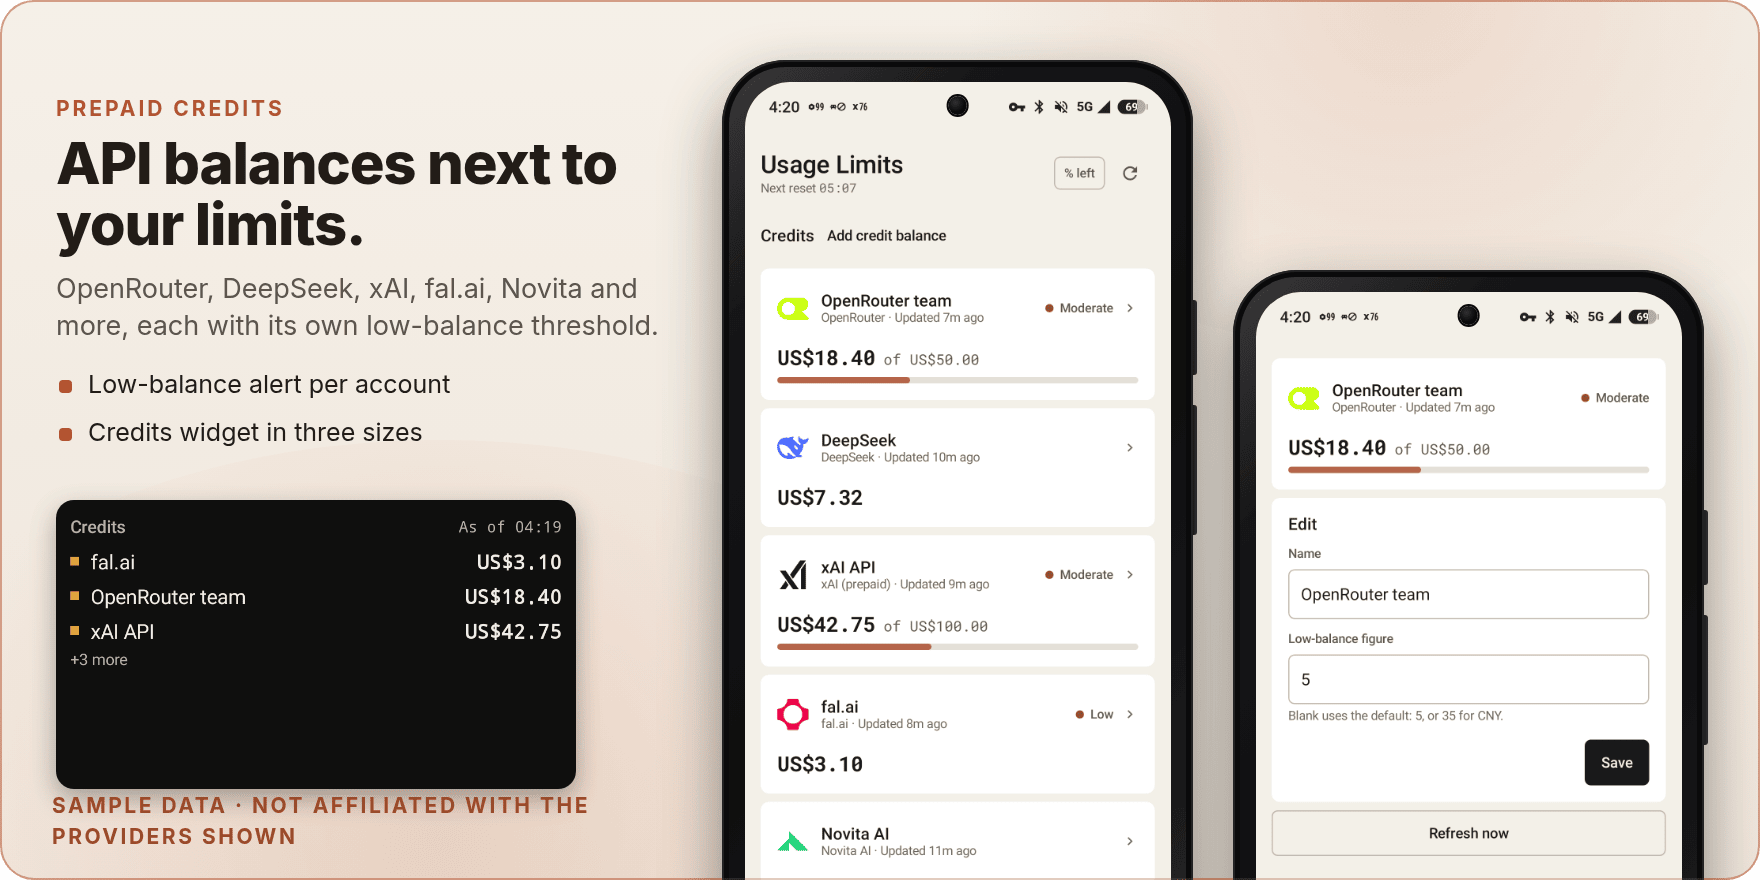 PREPAID CREDITS
API balances next to
your limits.
OpenRouter, DeepSeek, xAI, fal.ai, Novita and
more, each with its own low-balance threshold.
Low-balance alert per account
Credits widget in three sizes
Credits As of 04:19
fal.ai US$3.10
OpenRouter team US$18.40
xAI API US$42.75
+3 more
SAMPLE DATA · NOT AFFILIATED WITH THE
PROVIDERS SHOWN
4:20 99 X76 5G 69
Usage Limits
% left
Next reset 05:07
Credits Add credit balance
OpenRouter team
OpenRouter · Updated 7m ago
Moderate
US$18.40 of US$50.00
DeepSeek
DeepSeek · Updated 10m ago
US$7.32
xAI API
xAI (prepaid) · Updated 9m ago
Moderate
US$42.75 of US$100.00
fal.ai
fal.ai · Updated 8m ago
Low
US$3.10
Novita AI
Novita AI · Updated 11m ago
4:20 99 X76 5G 69
OpenRouter team
OpenRouter · Updated 7m ago
Moderate
US$18.40 of US$50.00
Edit
Name
OpenRouter team
Low-balance figure
5
Blank uses the default: 5, or 35 for CNY.
Save
Refresh now